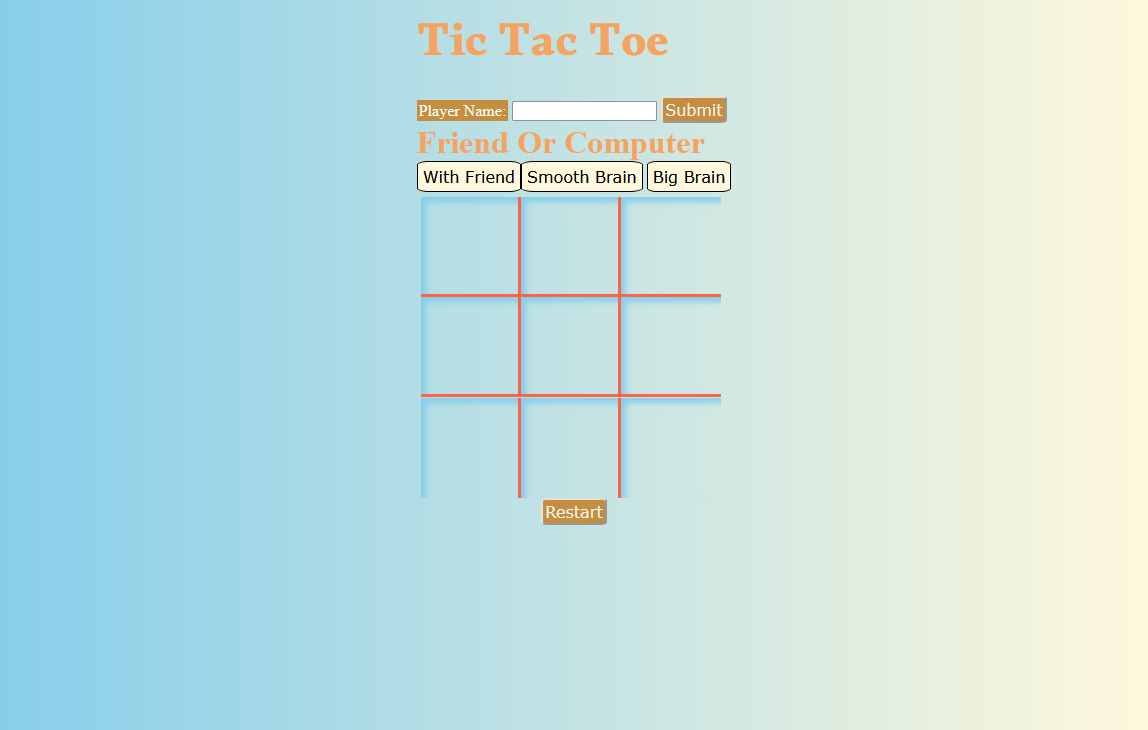 Tic Tac Toe
Player Name: Submit
Friend Or Computer
With Friend Smooth Brain Big Brain
Restart